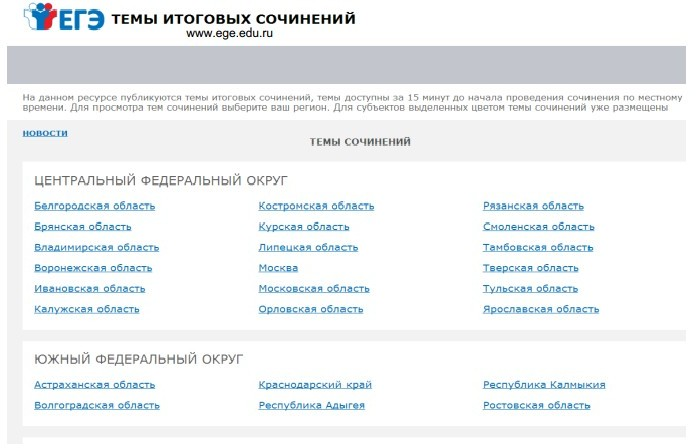 ЕГЭ ТЕМЫ ИТОГОВЫХ СОЧИНЕНИЙ
www.ege.edu.ru
На данном ресурсе публикуются темы итоговых сочинений, темы доступны за 15 минут до начала проведения сочинения по местному
времени. Для просмотра тем сочинений выберите ваш регион. Для субъектов выделенных цветом темы сочинений уже размещены
НОВОСТИ
ТЕМЫ СОЧИНЕНИЙ
ЦЕНТРАЛЬНЫЙ ФЕДЕРАЛЬНЫЙ ОКРУГ
Белгородская область Костромская область Рязанская область
Брянская область Курская область Смоленская область
Владимирская область Липецкая область Тамбовская область
Воронежская область Москва Тверская область
Ивановская область Московская область Тульская область
Калужская область Орловская область Ярославская область
ЮЖНЫЙ ФЕДЕРАЛЬНЫЙ ОКРУГ
Астраханская область Краснодарский край Республика Калмыкия
Волгоградская область Республика Адыгея Ростовская область